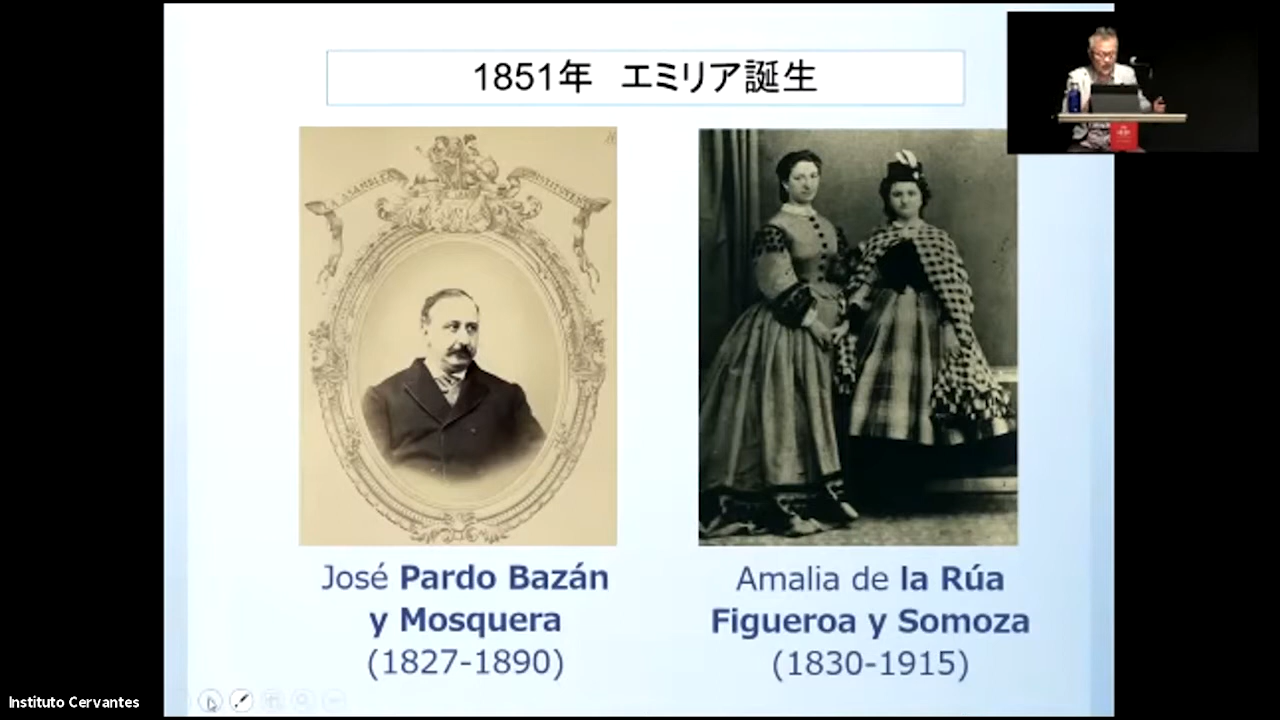 1851年　エミリア誕生
José Pardo Bazán
y Mosquera
(1827-1890)
Amalia de la Rúa
Figueroa y Somoza
(1830-1915)
Instituto Cervantes